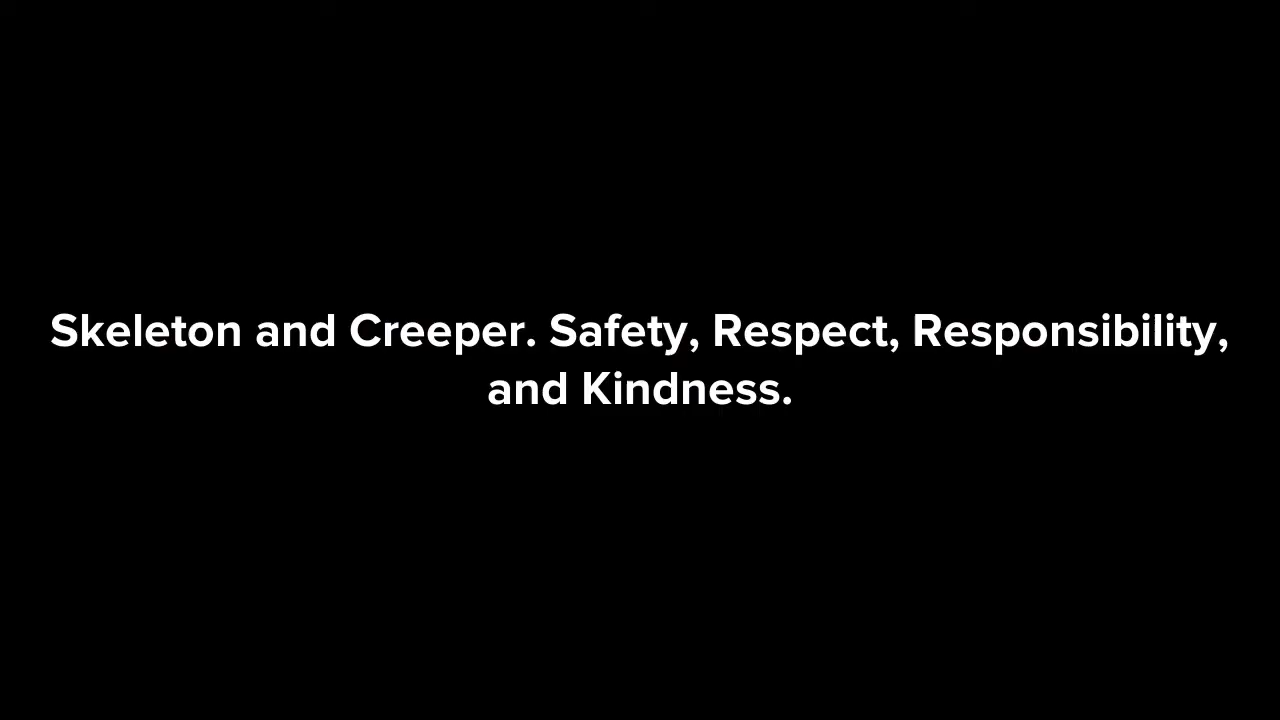 Skeleton and Creeper. Safety, Respect, Responsibility,
and Kindness.